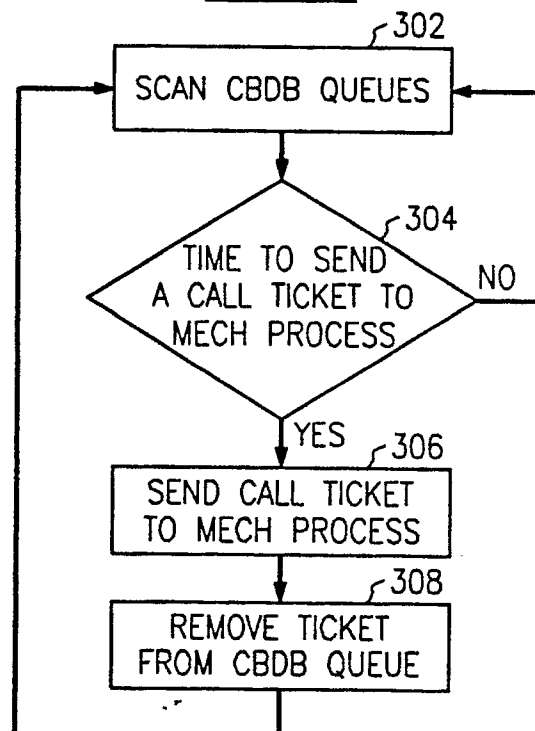 302
SCAN CBDB QUEUES
304
TIME TO SEND
A CALL TICKET TO
MECH PROCESS
NO
YES
306
SEND CALL TICKET
TO MECH PROCESS
308
REMOVE TICKET
FROM CBDB QUEUE